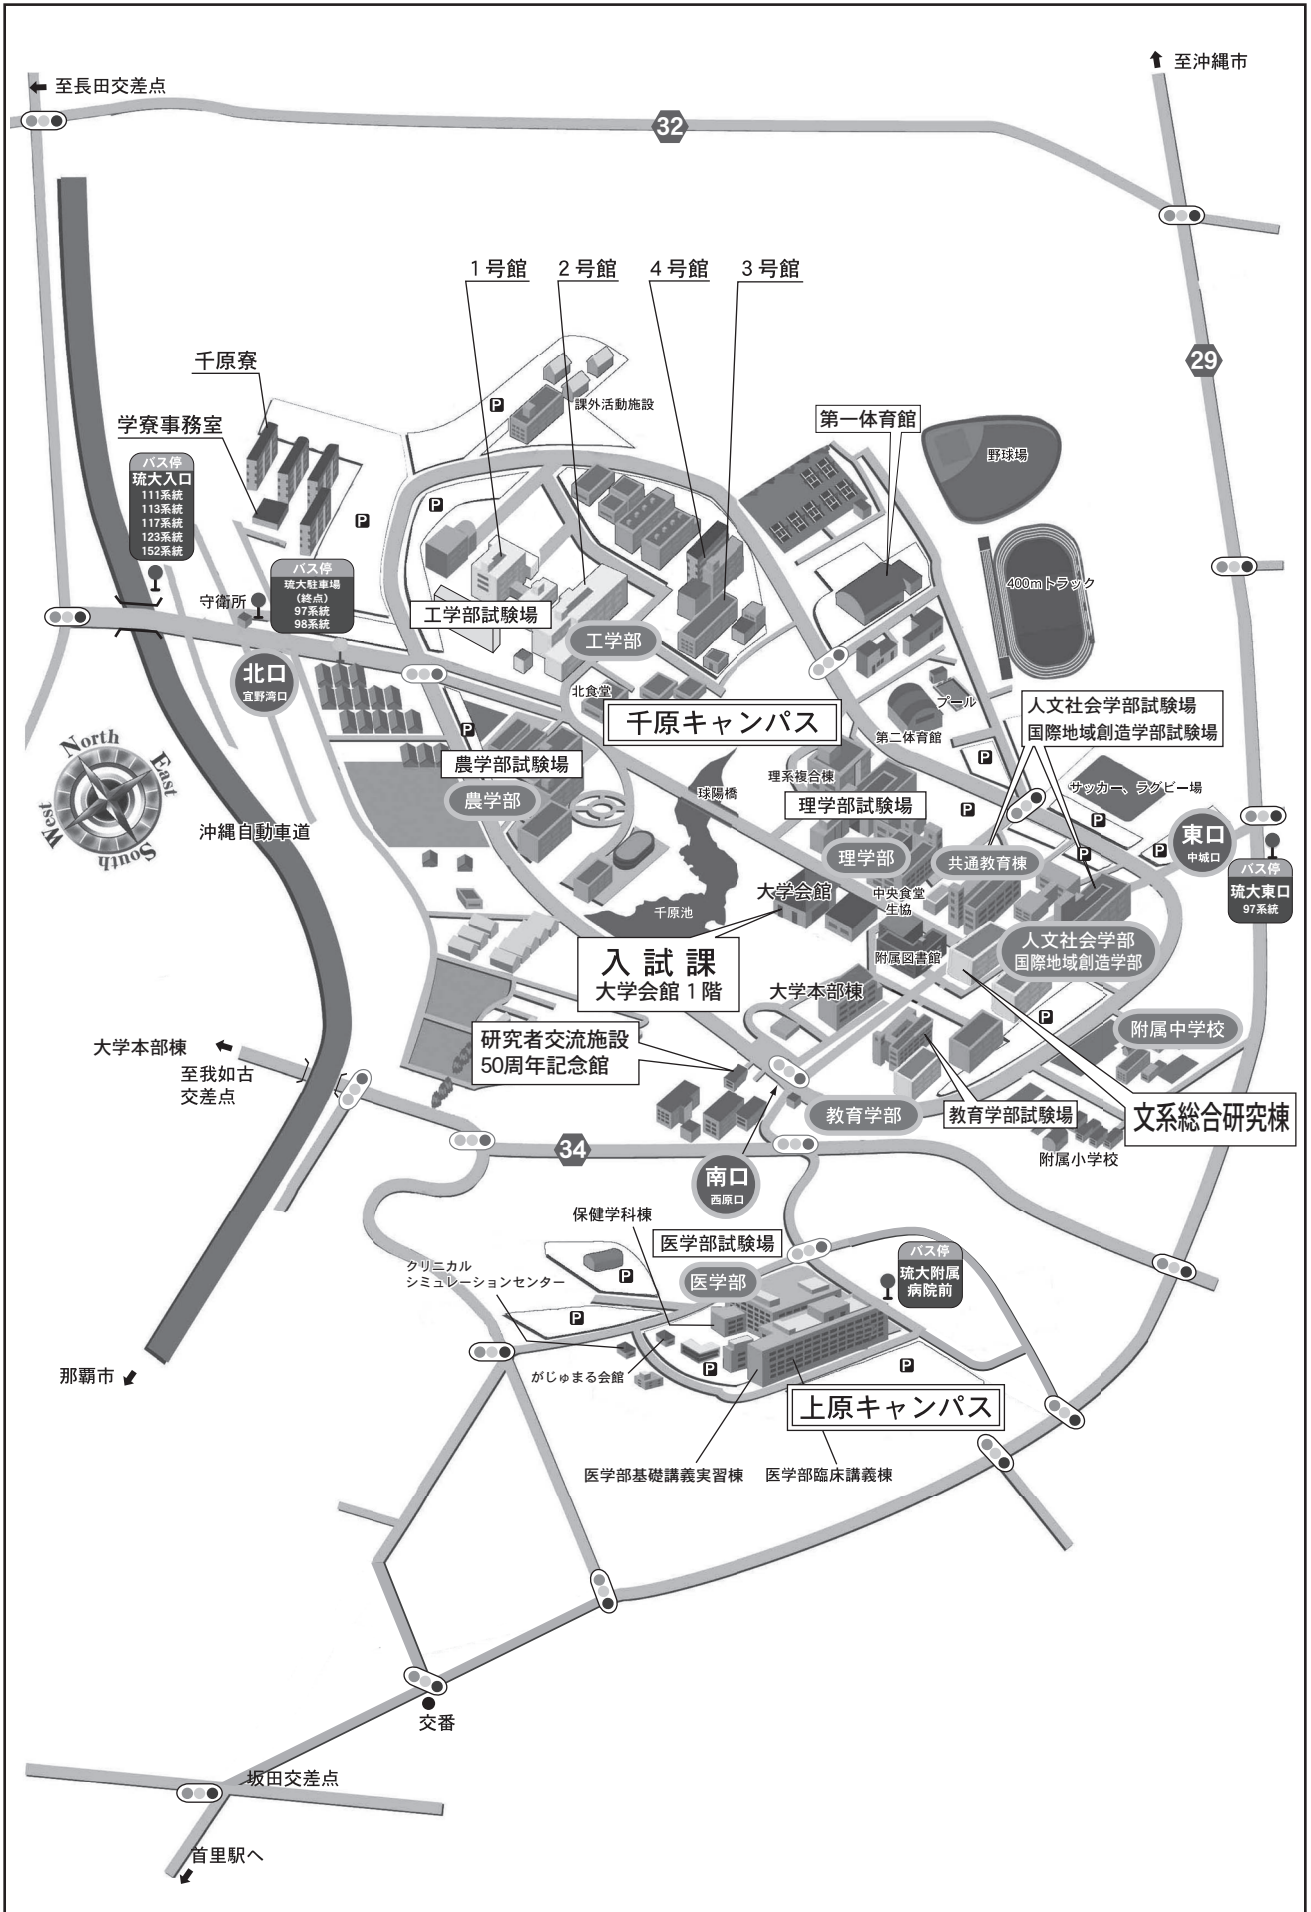 至沖縄市
至長田交差点
32
29
1号館
2号館
4号館
3号館
千原寮
学寮事務室
課外活動施設
第一体育館
野球場
バス停
琉大入口
111系統
113系統
117系統
123系統
152系統
P
P
P
400mトラック
バス停
琉大駐車場
(終点)
97系統
98系統
守衛所
工学部試験場
工学部
北口
宜野湾口
北食堂
千原キャンパス
プール
第二体育館
人文社会学部試験場
国際地域創造学部試験場
P
P
North
East
South
West
農学部試験場
農学部
球陽橋
理系複合棟
理学部試験場
理学部
サッカー、ラグビー場
P
P
P
P
沖縄自動車道
共通教育棟
東口
中城口
バス停
琉大東口
97系統
大学会館
中央食堂
生協
千原池
附属図書館
人文社会学部
国際地域創造学部
入試課
大学会館1階
大学本部棟
P
附属中学校
研究者交流施設
50周年記念館
大学本部棟
至我如古
交差点
教育学部
教育学部試験場
文系総合研究棟
附属小学校
34
南口
西原口
保健学科棟
医学部試験場
医学部
クリニカル
シミュレーションセンター
P
P
バス停
琉大附属
病院前
がじゅまる会館
P
P
那覇市
上原キャンパス
医学部基礎講義実習棟
医学部臨床講義棟
交番
坂田交差点
首里駅へ